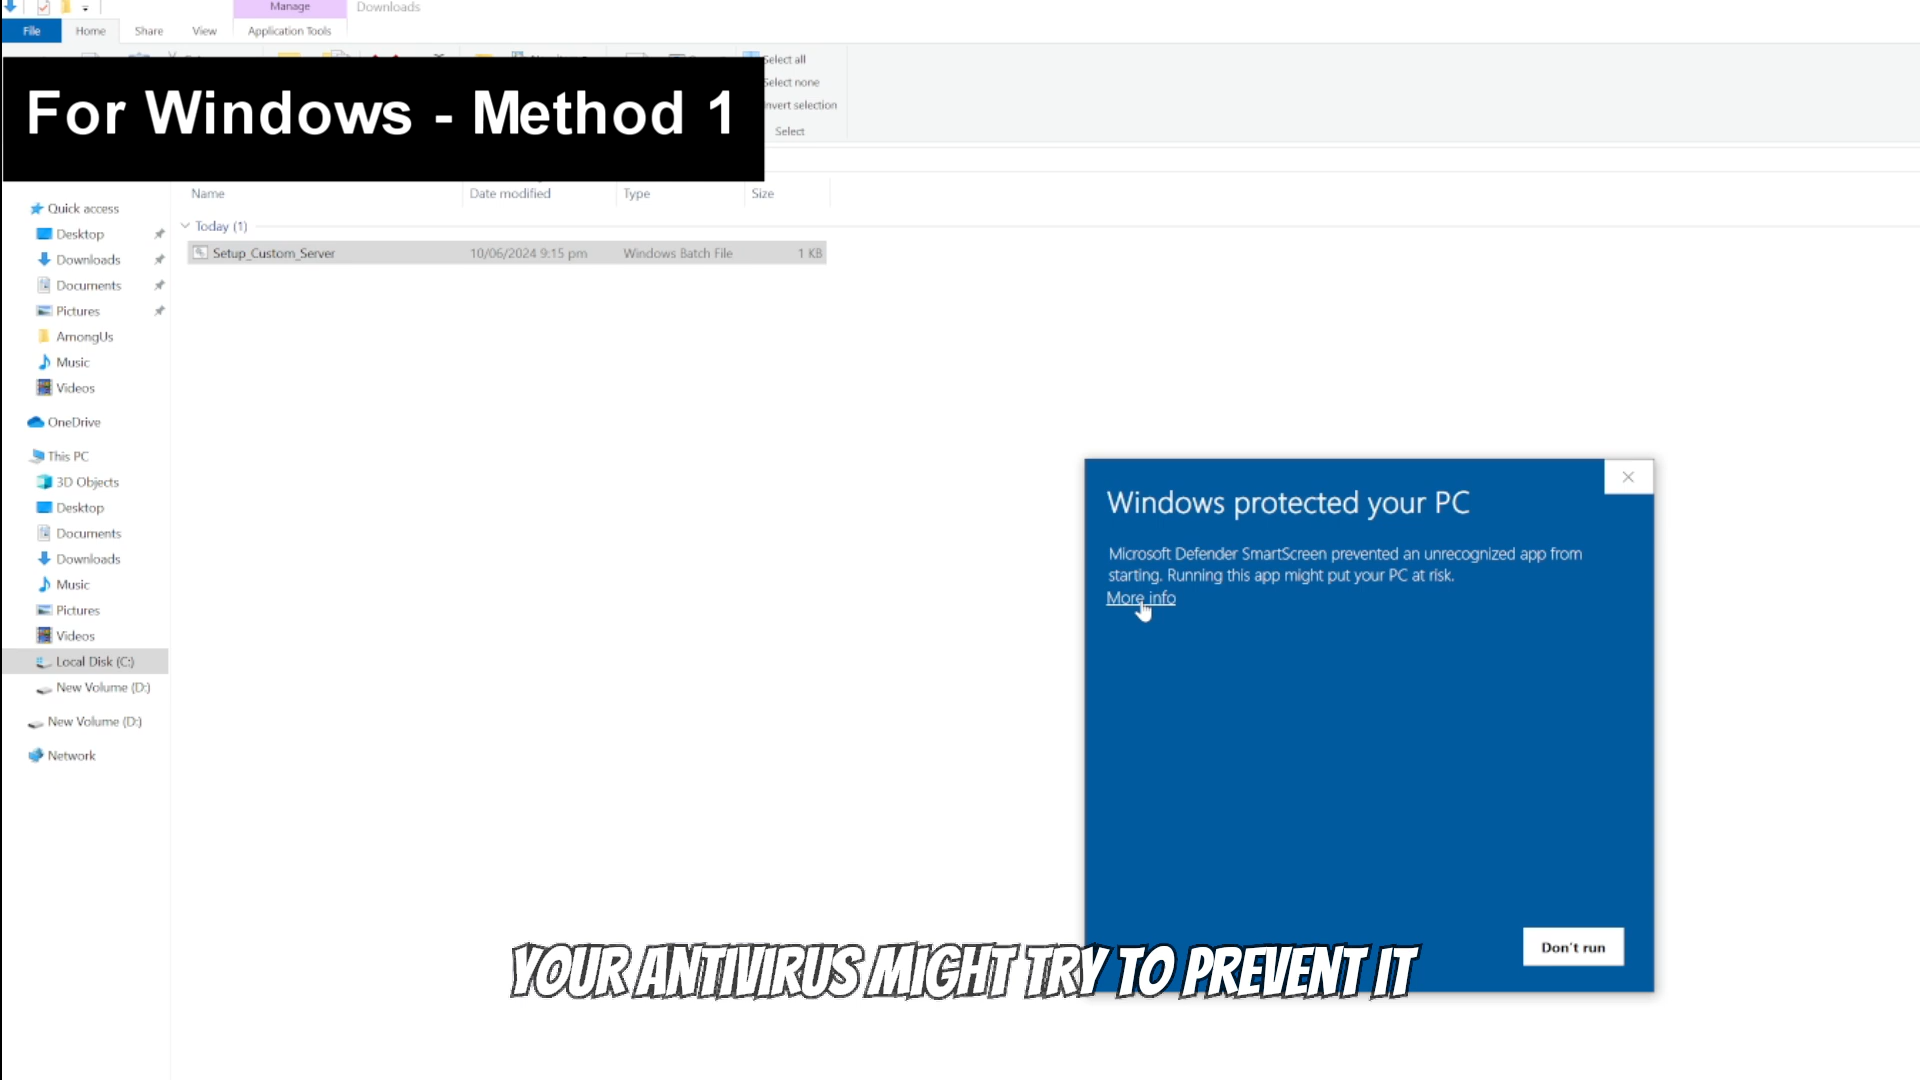 Manage
Downloads
File
Home
Share
View
Application Tools
Select all
Select none
Invert selection
Select
For Windows - Method 1
Name
Date modified
Type
Size
Quick access
Desktop
Downloads
Documents
Pictures
AmongUs
Music
Videos
OneDrive
This PC
3D Objects
Desktop
Documents
Downloads
Music
Pictures
Videos
Local Disk (C:)
New Volume (D:)
New Volume (D:)
Network
Today (1)
Setup_Custom_Server 10/06/2024 9:15 pm Windows Batch File 1 KB
Windows protected your PC
Microsoft Defender SmartScreen prevented an unrecognized app from
starting. Running this app might put your PC at risk.
More info
Don't run
YOUR ANTIVIRUS MIGHT TRY TO PREVENT IT